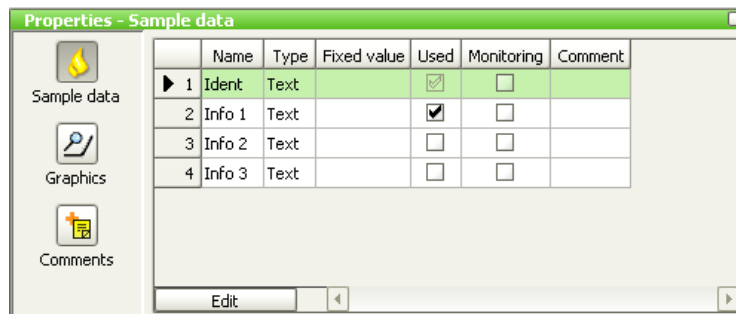 Properties - Sample data
Sample data
Graphics
Comments
Name Type Fixed value Used Monitoring Comment
1 Ident Text
2 Info 1 Text
3 Info 2 Text
4 Info 3 Text
Edit